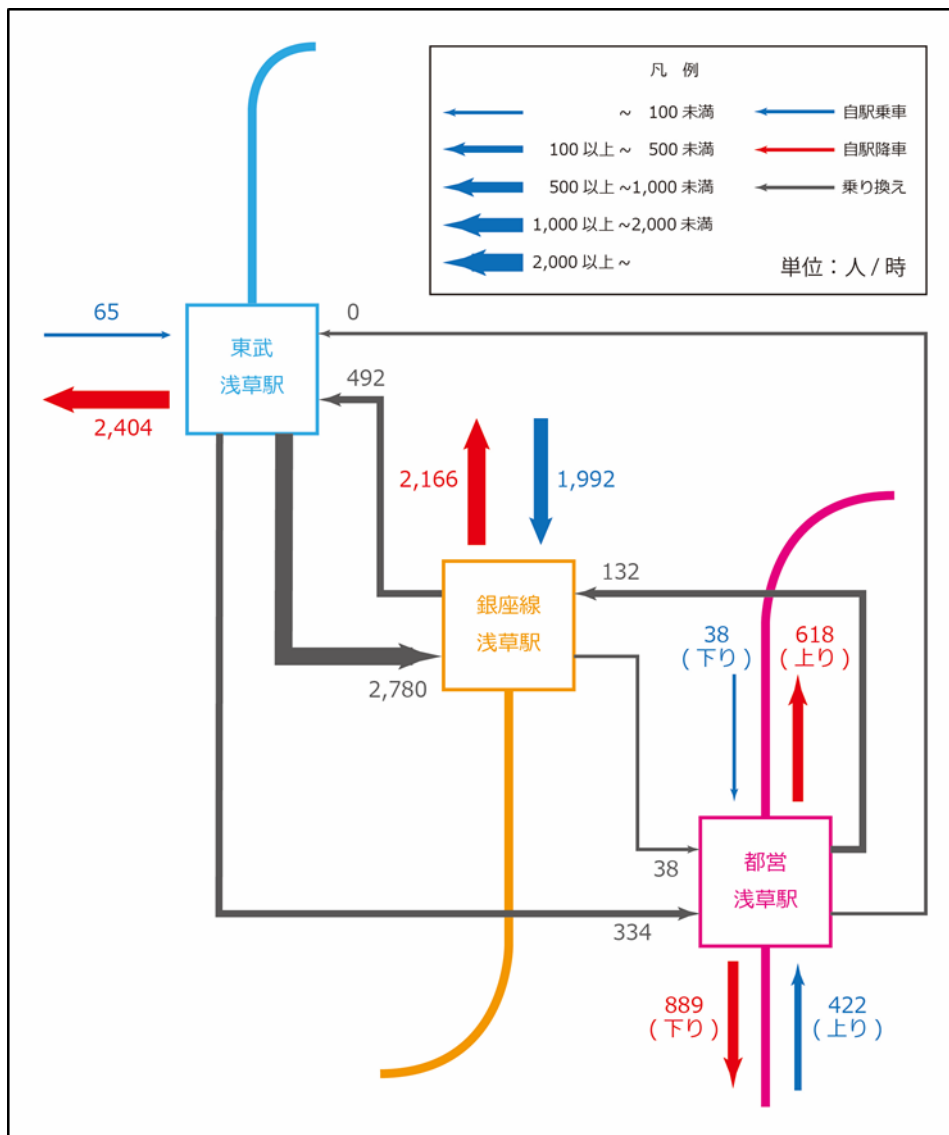 凡 例
~ 100 未満
自駅乗車
100 以上 ~ 500 未満
自駅降車
500 以上 ~1,000 未満
乗り換え
1,000 以上 ~2,000 未満
2,000 以上 ~
単位：人 / 時
65
0
東武
浅草駅
492
2,404
2,166
1,992
132
銀座線
浅草駅
38
( 下り )
618
( 上り )
2,780
都営
浅草駅
38
334
889
( 下り )
422
( 上り )